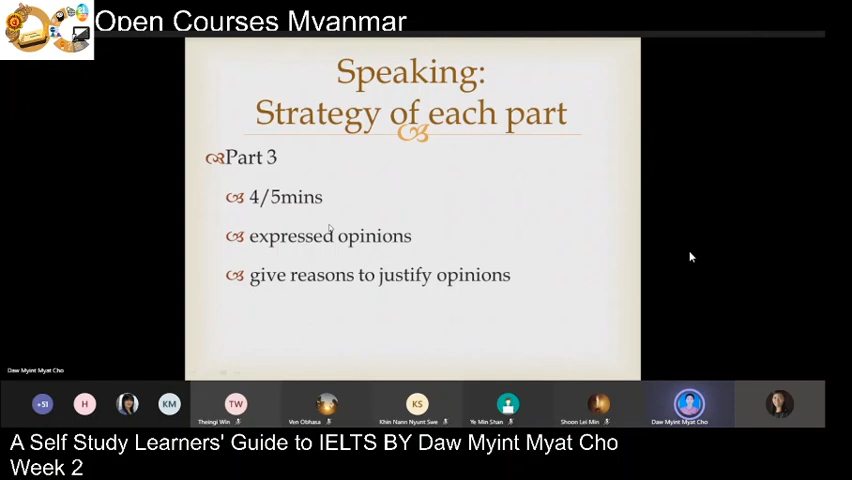 Open Courses Myanmar
Speaking:
Strategy of each part
Part 3
4/5mins
expressed opinions
give reasons to justify opinions
Daw Myint Myat Cho
+51
H
KM
TW
KS
Theingi Win
Ven Obhasa
Khin Nann Nyunt Swe
Ye Min Shan
Shoon Lei Min
Daw Myint Myat Cho
A Self Study Learners' Guide to IELTS BY Daw Myint Myat Cho
Week 2